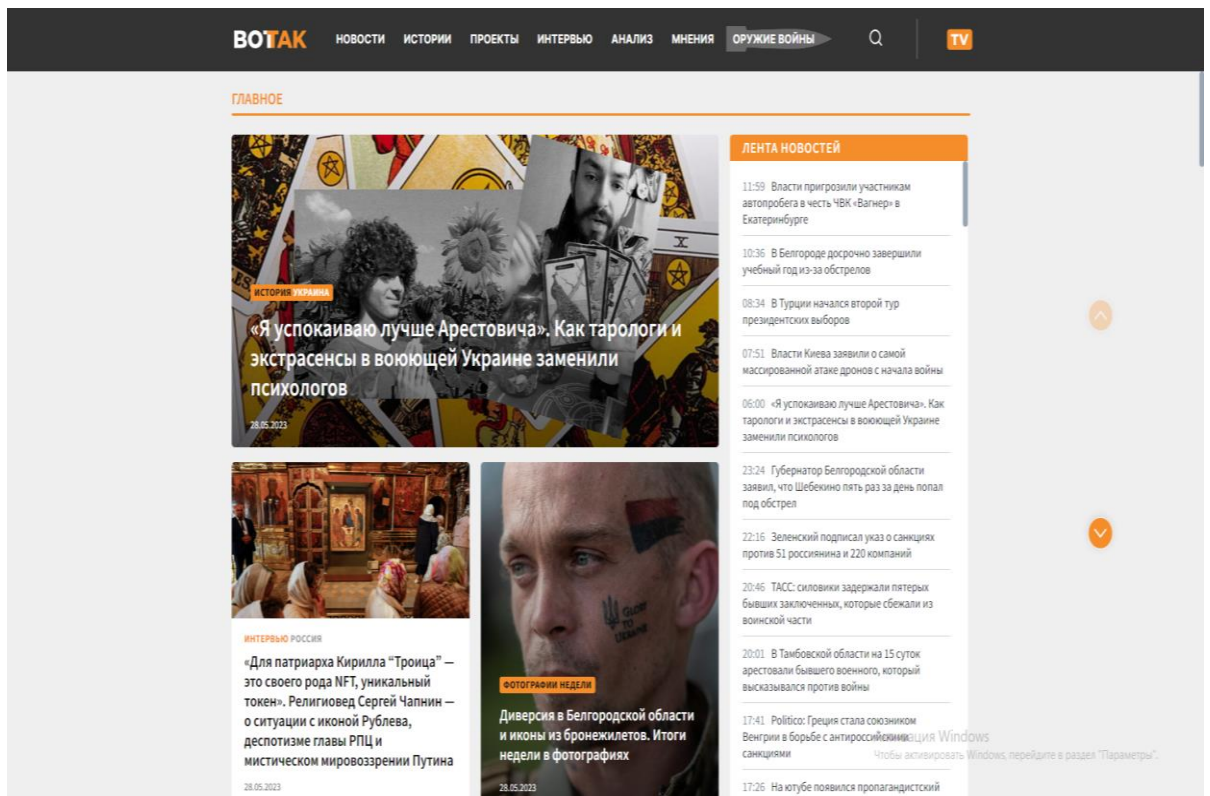 ВОТТАК НОВОСТИ ИСТОРИИ ПРОЕКТЫ ИНТЕРВЬЮ АНАЛИЗ МНЕНИЯ ОРУЖИЕ ВОЙНЫ TV
ГЛАВНОЕ
ИСТОРИЯ УКРАИНА
«Я успокаиваю лучше Арестовича». Как тарологи и
экстрасенсы в воюющей Украине заменили
психологов
28.05.2023
ИНТЕРВЬЮ РОССИЯ
«Для патриарха Кирилла “Троица” —
это своего рода NFT, уникальный
токен». Религиовед Сергей Чапнин —
о ситуации с иконой Рублева,
деспотизме главы РПЦ и
мистическом мировоззрении Путина
28.05.2023
GLORY
TO
UKRAINE
ФОТОГРАФИИ НЕДЕЛИ
Диверсия в Белгородской области
и иконы из бронежилетов. Итоги
недели в фотографиях
28.05.2023
ЛЕНТА НОВОСТЕЙ
11:59 Власти пригрозили участникам
автопробега в честь ЧВК «Вагнер» в
Екатеринбурге
10:36 В Белгороде досрочно завершили
учебный год из-за обстрелов
08:34 В Турции начался второй тур
президентских выборов
07:51 Власти Киева заявили о самой
массированной атаке дронов с начала войны
06:00 «Я успокаиваю лучше Арестовича». Как
тарологи и экстрасенсы в воюющей Украине
заменили психологов
23:24 Губернатор Белгородской области
заявил, что Шебекино пять раз за день попал
под обстрел
22:16 Зеленский подписал указ о санкциях
против 51 россиянина и 220 компаний
20:46 ТАСС: силовики задержали пятерых
бывших заключенных, которые сбежали из
воинской части
20:01 В Тамбовской области на 15 суток
арестовали бывшего военного, который
высказывался против войны
17:41 Politico: Греция стала союзником
Венгрии в борьбе с антироссийскими
санкциями
17:26 На ютубе появился пропагандистский
Активация Windows
Чтобы активировать Windows, перейдите в раздел "Параметры".